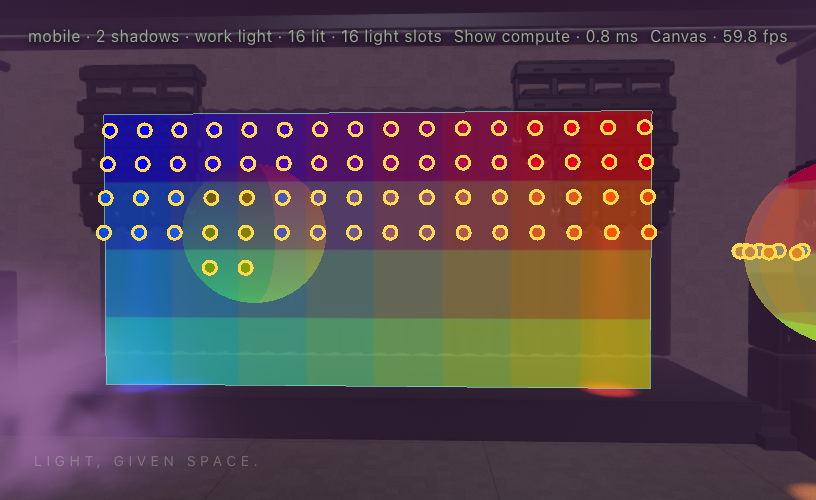 mobile · 2 shadows · work light · 16 lit · 16 light slots  Show compute · 0.8 ms  Canvas · 59.8 fps
LIGHT, GIVEN SPACE.